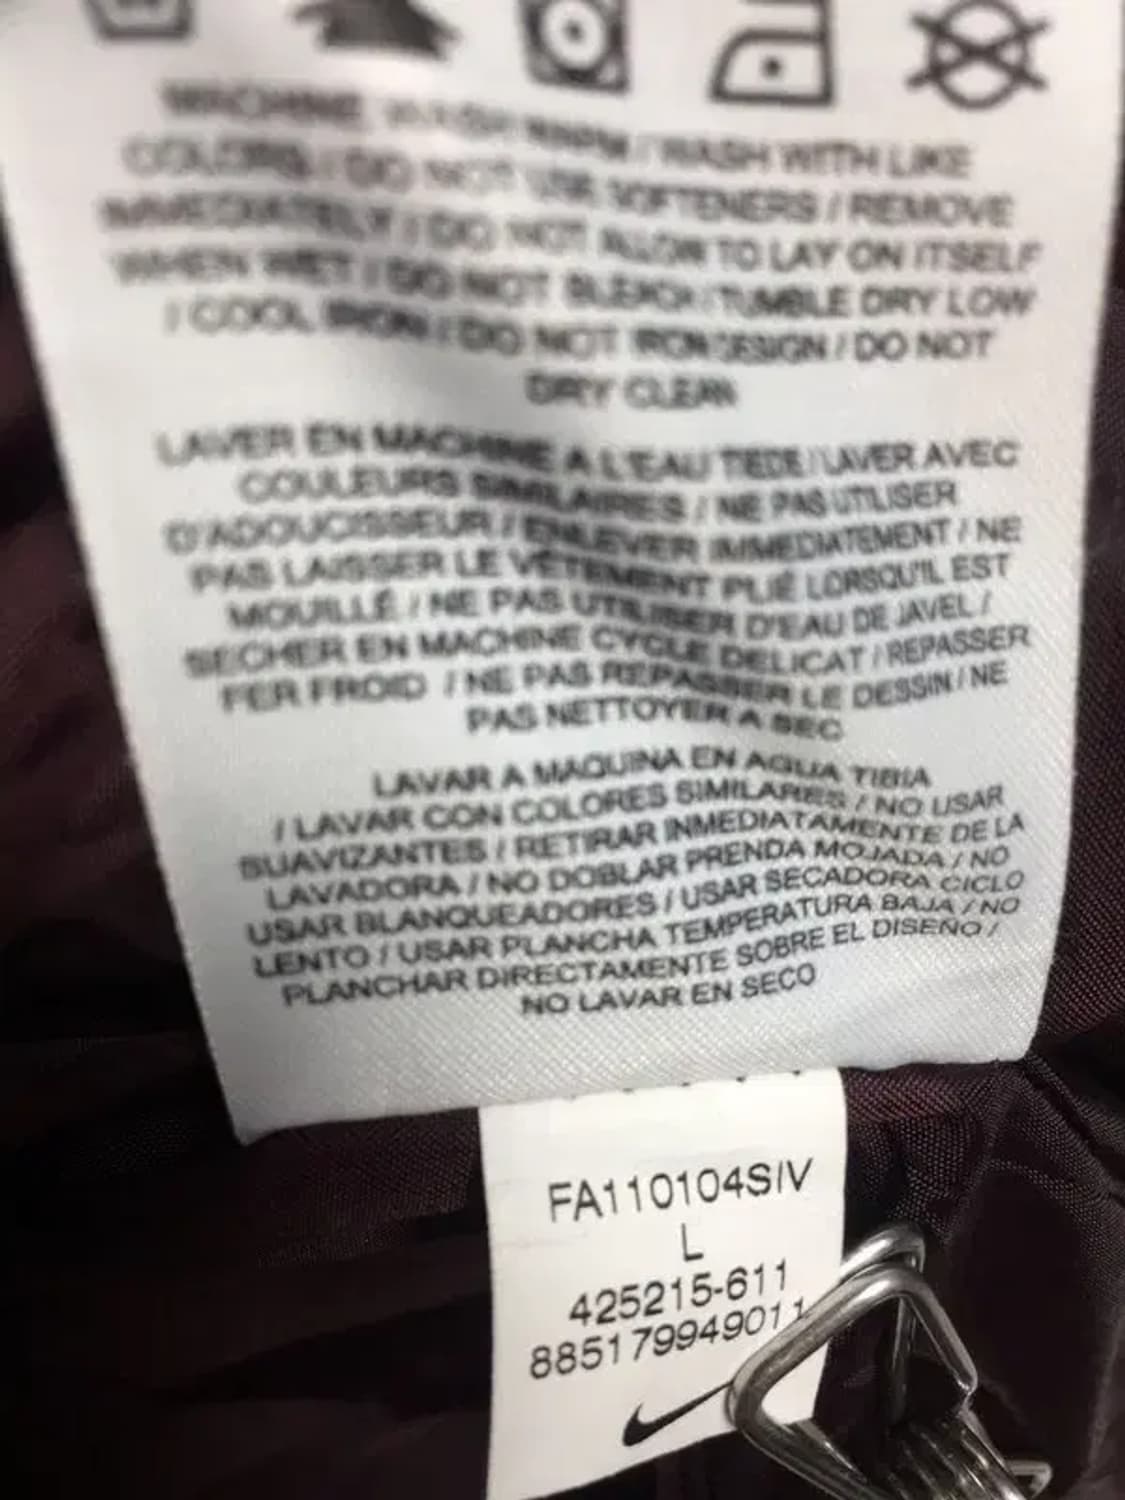 MACHINE WASH WARM / WASH WITH LIKE
COLORS / DO NOT USE SOFTENERS / REMOVE
IMMEDIATELY / DO NOT ALLOW TO LAY ON ITSELF
WHEN WET / DO NOT BLEACH / TUMBLE DRY LOW
/ COOL IRON / DO NOT IRON DESIGN / DO NOT
DRY CLEAN
LAVER EN MACHINE A L'EAU TIEDE / LAVER AVEC
COULEURS SIMILAIRES / NE PAS UTILISER
D'ADOUCISSEUR / ENLEVER IMMEDIATEMENT / NE
PAS LAISSER LE VÊTEMENT PLIÉ LORSQU'IL EST
MOUILLÉ / NE PAS UTILISER D'EAU DE JAVEL /
SECHER EN MACHINE CYCLE DELICAT / REPASSER
FER FROID / NE PAS REPASSER LE DESSIN / NE
PAS NETTOYER A SEC
LAVAR A MAQUINA EN AGUA TIBIA
/ LAVAR CON COLORES SIMILARES / NO USAR
SUAVIZANTES / RETIRAR INMEDIATAMENTE DE LA
LAVADORA / NO DOBLAR PRENDA MOJADA / NO
USAR BLANQUEADORES / USAR SECADORA CICLO
LENTO / USAR PLANCHA TEMPERATURA BAJA / NO
PLANCHAR DIRECTAMENTE SOBRE EL DISEÑO /
NO LAVAR EN SECO
FA110104SIV
L
425215-611
885179949011